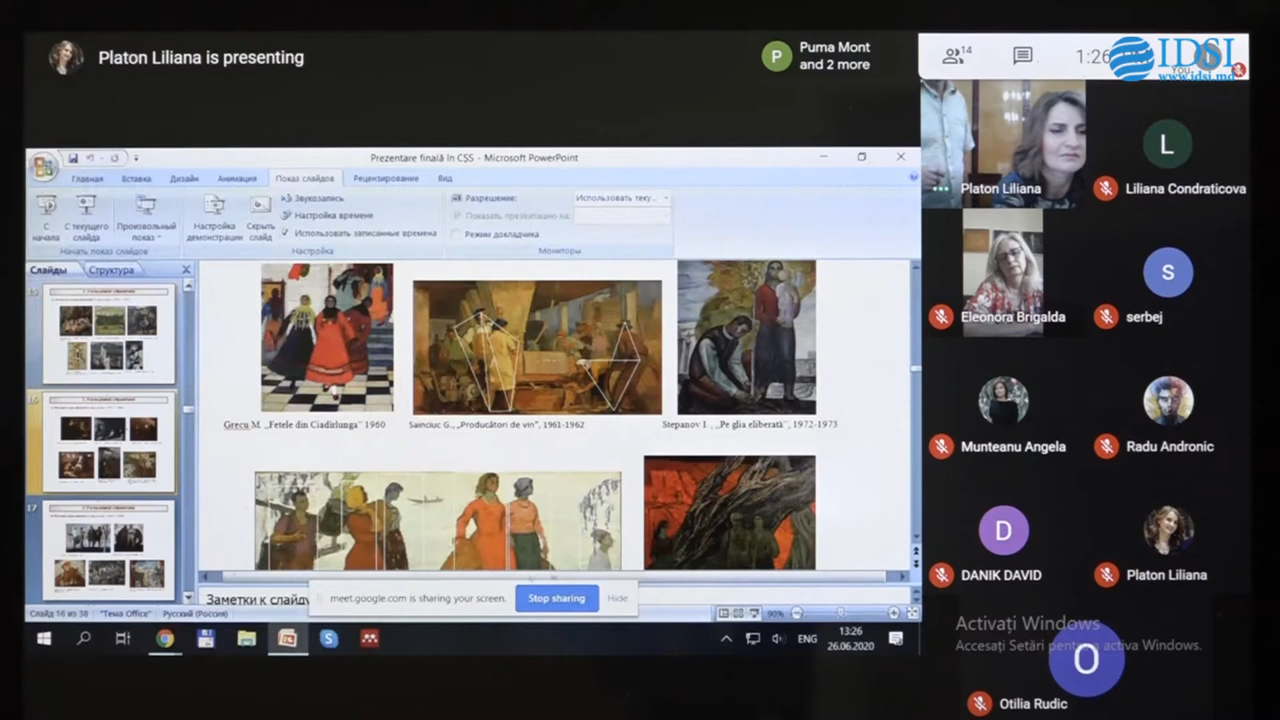 Platon Liliana is presenting
P
Puma Mont
and 2 more
14
1:26
IDSI
www.idsi.md
Prezentare finală în CȘS - Microsoft PowerPoint
Главная
Вставка
Дизайн
Анимация
Показ слайдов
Рецензирование
Вид
С начала
С текущего слайда
Произвольный показ
Начать показ слайдов
Настройка демонстрации
Скрыть слайд
Звукозапись
Настройка времени
Использовать записанные времена
Настройка
Разрешение:
Использовать теку...
Показать презентацию на:
Режим докладчика
Мониторы
Слайды
Структура
15
16
17
Grecu M. „Fetele din Ciadîrlunga” 1960
Sainciuc G., „Producători de vin”, 1961-1962
Stepanov I., „Pe glia eliberată”, 1972-1973
Заметки к слайду
meet.google.com is sharing your screen.
Stop sharing
Hide
Слайд 16 из 38
"Тема Office"
Русский (Россия)
90%
ENG
13:26
26.06.2020
Platon Liliana
L
Liliana Condraticova
Eleonora Brigalda
S
serbej
Munteanu Angela
Radu Andronic
D
DANIK DAVID
Platon Liliana
Activați Windows
Accesați Setări pentru a activa Windows.
O
Otilia Rudic